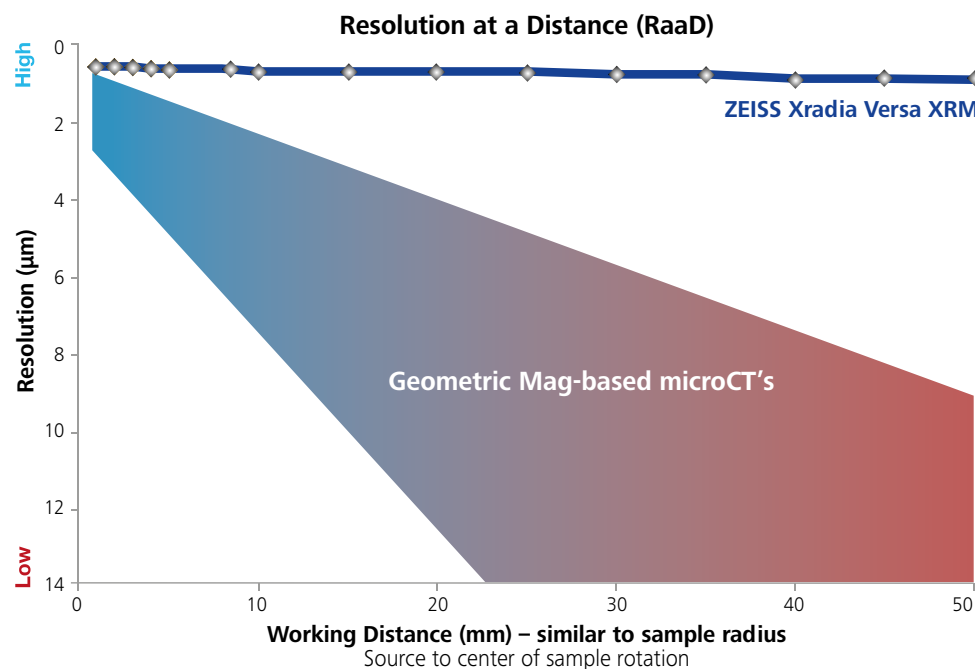 Resolution at a Distance (RaaD)
High
0
ZEISS Xradia Versa XRM
2
4
Resolution (μm)
6
8
Geometric Mag-based microCT's
10
12
Low
14
0
10
20
30
40
50
Working Distance (mm) – similar to sample radius
Source to center of sample rotation